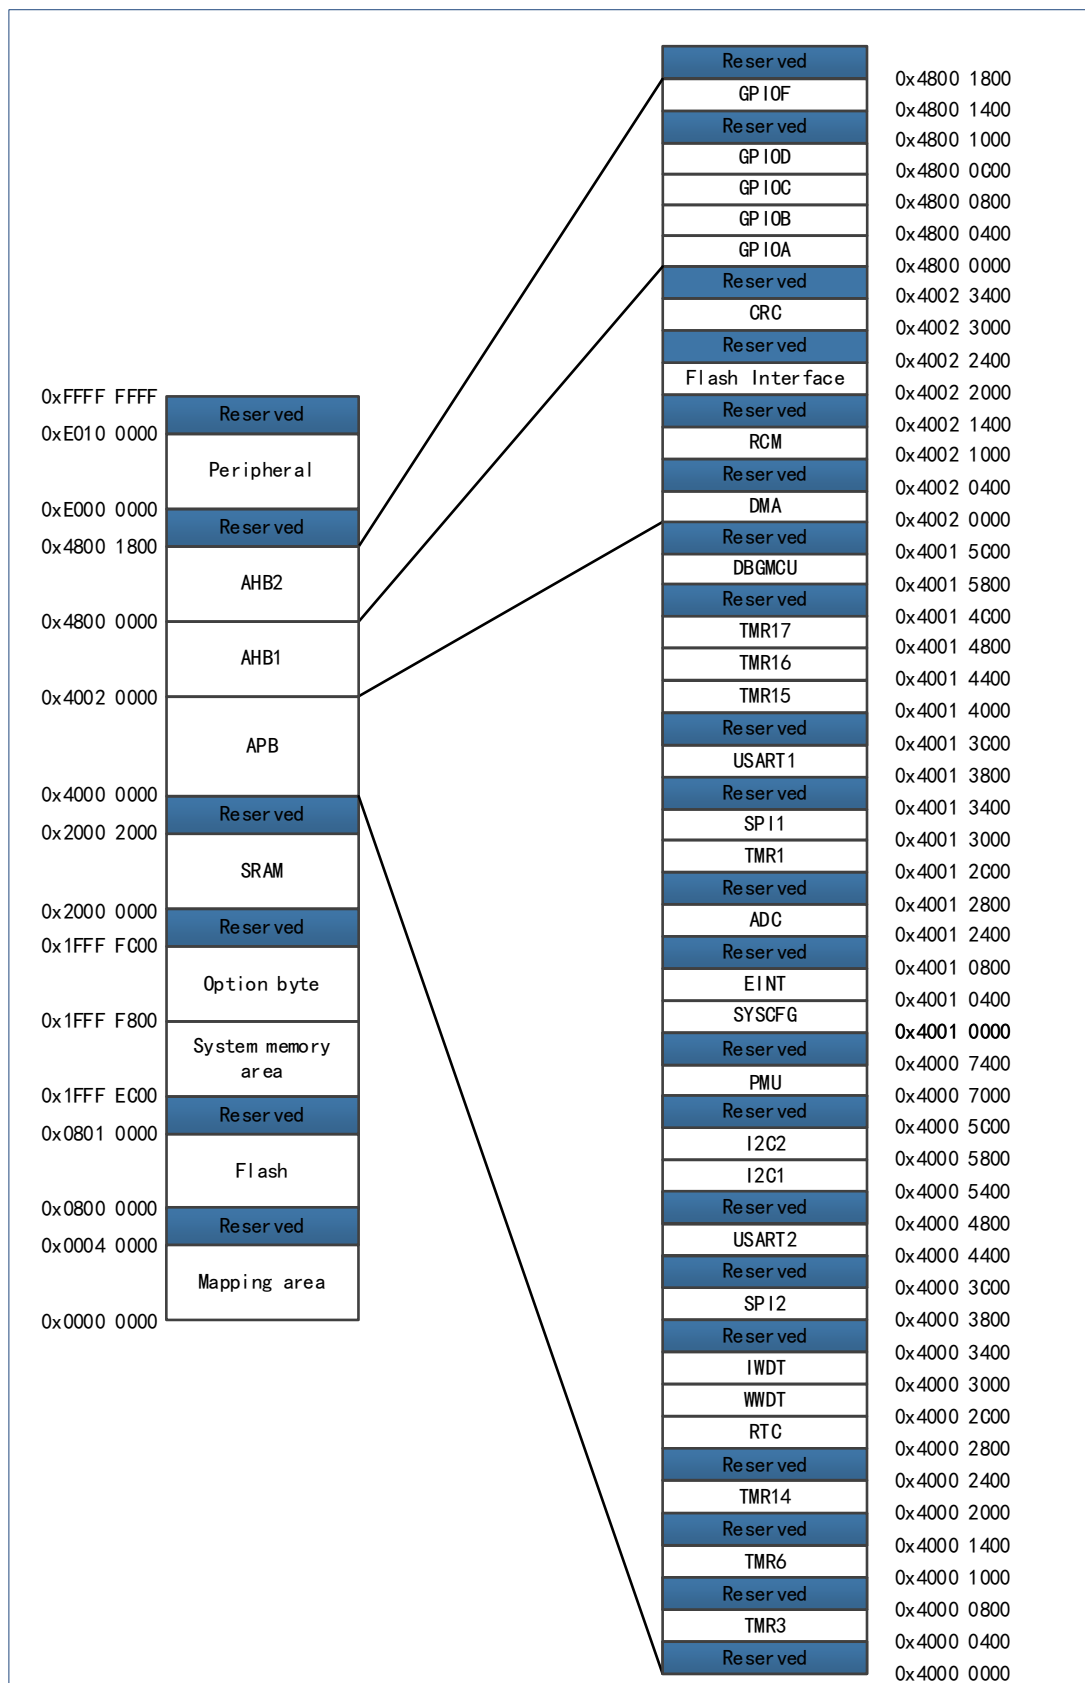 0xFFFF FFFF
Reserved
0xE010 0000
Peripheral
0xE000 0000
Reserved
0x4800 1800
AHB2
0x4800 0000
AHB1
0x4002 0000
APB
0x4000 0000
Reserved
0x2000 2000
SRAM
0x2000 0000
Reserved
0x1FFF FC00
Option byte
0x1FFF F800
System memory
area
0x1FFF EC00
Reserved
0x0801 0000
Flash
0x0800 0000
Reserved
0x0004 0000
Mapping area
0x0000 0000
Reserved
0x4800 1800
GPIOF
0x4800 1400
Reserved
0x4800 1000
GPIOD
0x4800 0C00
GPIOC
0x4800 0800
GPIOB
0x4800 0400
GPIOA
0x4800 0000
Reserved
0x4002 3400
CRC
0x4002 3000
Reserved
0x4002 2400
Flash Interface
0x4002 2000
Reserved
0x4002 1400
RCM
0x4002 1000
Reserved
0x4002 0400
DMA
0x4002 0000
Reserved
0x4001 5C00
DBGMCU
0x4001 5800
Reserved
0x4001 4C00
TMR17
0x4001 4800
TMR16
0x4001 4400
TMR15
0x4001 4000
Reserved
0x4001 3C00
USART1
0x4001 3800
Reserved
0x4001 3400
SPI1
0x4001 3000
TMR1
0x4001 2C00
Reserved
0x4001 2800
ADC
0x4001 2400
Reserved
0x4001 0800
EINT
0x4001 0400
SYSCFG
0x4001 0000
Reserved
0x4000 7400
PMU
0x4000 7000
Reserved
0x4000 5C00
I2C2
0x4000 5800
I2C1
0x4000 5400
Reserved
0x4000 4800
USART2
0x4000 4400
Reserved
0x4000 3C00
SPI2
0x4000 3800
Reserved
0x4000 3400
IWDT
0x4000 3000
WWDT
0x4000 2C00
RTC
0x4000 2800
Reserved
0x4000 2400
TMR14
0x4000 2000
Reserved
0x4000 1400
TMR6
0x4000 1000
Reserved
0x4000 0800
TMR3
0x4000 0400
Reserved
0x4000 0000